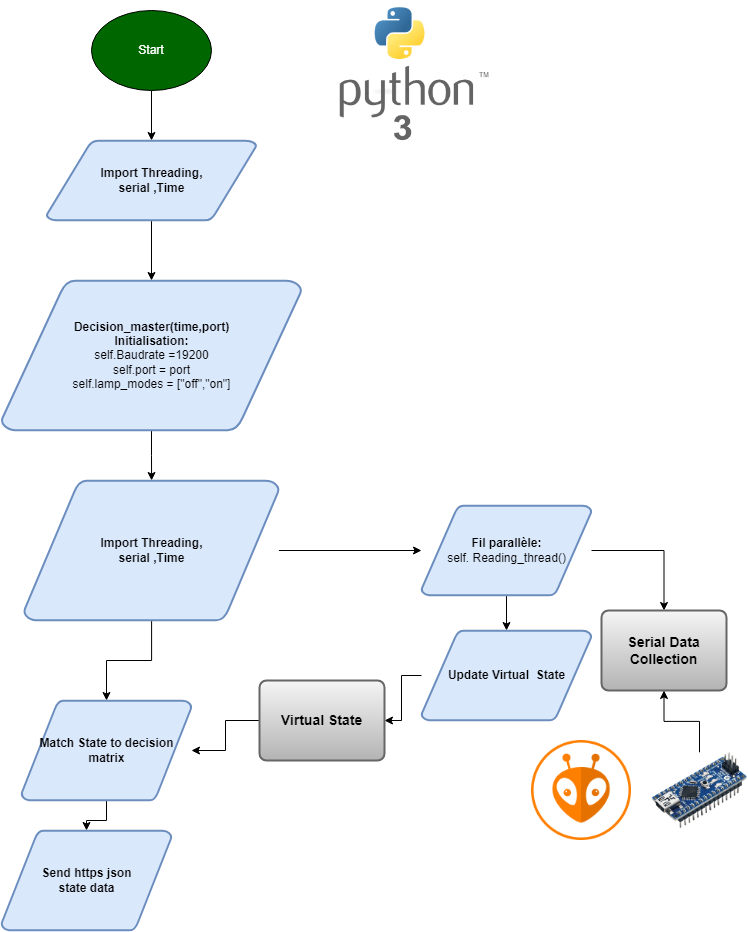 Start
python
TM
3
Import Threading,
serial ,Time
Decision_master(time,port)
Initialisation:
self.Baudrate =19200
self.port = port
self.lamp_modes = ["off","on"]
Import Threading,
serial ,Time
Fil parallèle:
self. Reading_thread()
Serial Data
Collection
Update Virtual State
Virtual State
Match State to decision
matrix
Send https json
state data